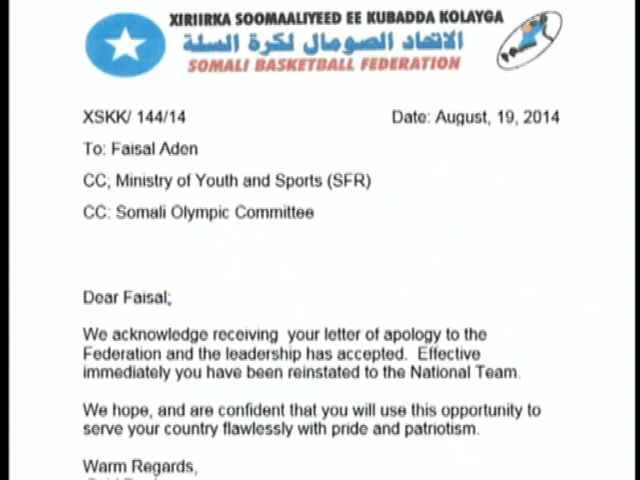 XIRIIRKA SOOMAALIYEED EE KUBADDA KOLAYGA
الاتحاد الصومال لكرة السلة
SOMALI BASKETBALL FEDERATION
XSKK/ 144/14
Date: August, 19, 2014
To: Faisal Aden
CC; Ministry of Youth and Sports (SFR)
CC: Somali Olympic Committee
Dear Faisal;
We acknowledge receiving your letter of apology to the
Federation and the leadership has accepted. Effective
immediately you have been reinstated to the National Team.
We hope, and are confident that you will use this opportunity to
serve your country flawlessly with pride and patriotism.
Warm Regards,